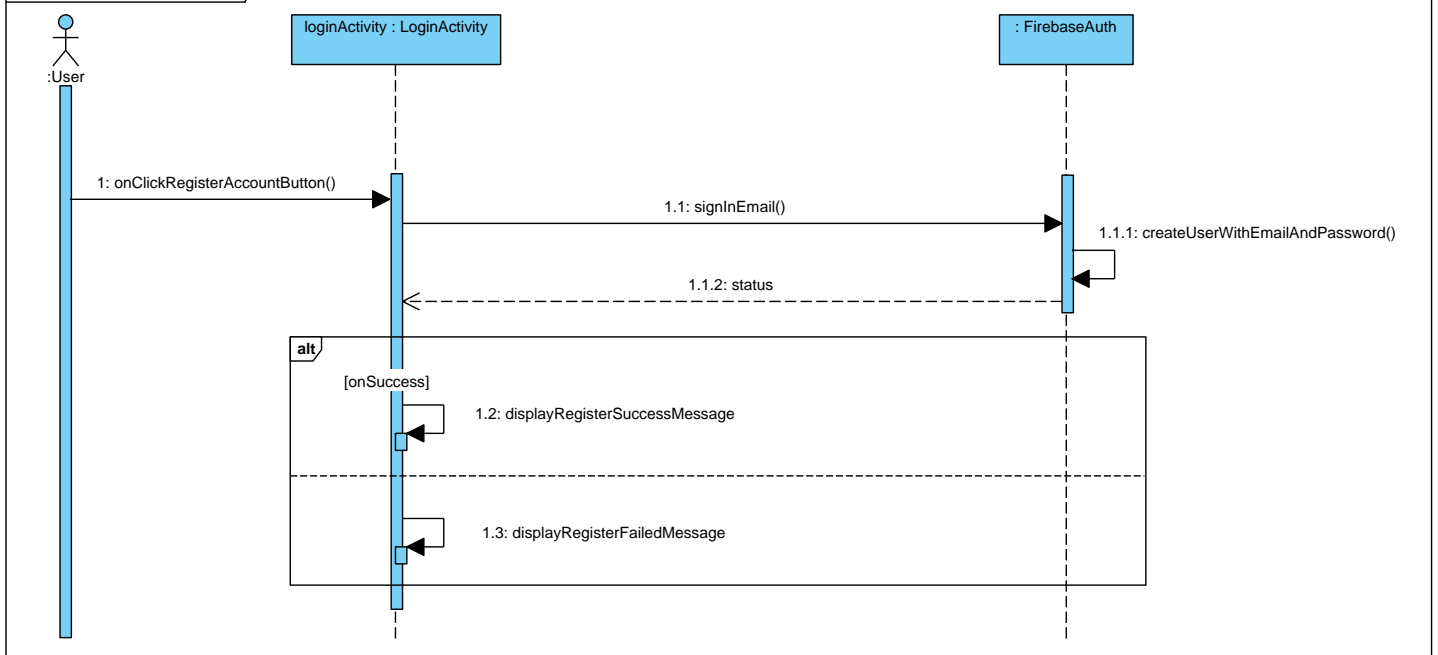 loginActivity : LoginActivity
: FirebaseAuth
:User
1: onClickRegisterAccountButton()
1.1: signInEmail()
1.1.1: createUserWithEmailAndPassword()
1.1.2: status
alt
[onSuccess]
1.2: displayRegisterSuccessMessage
1.3: displayRegisterFailedMessage